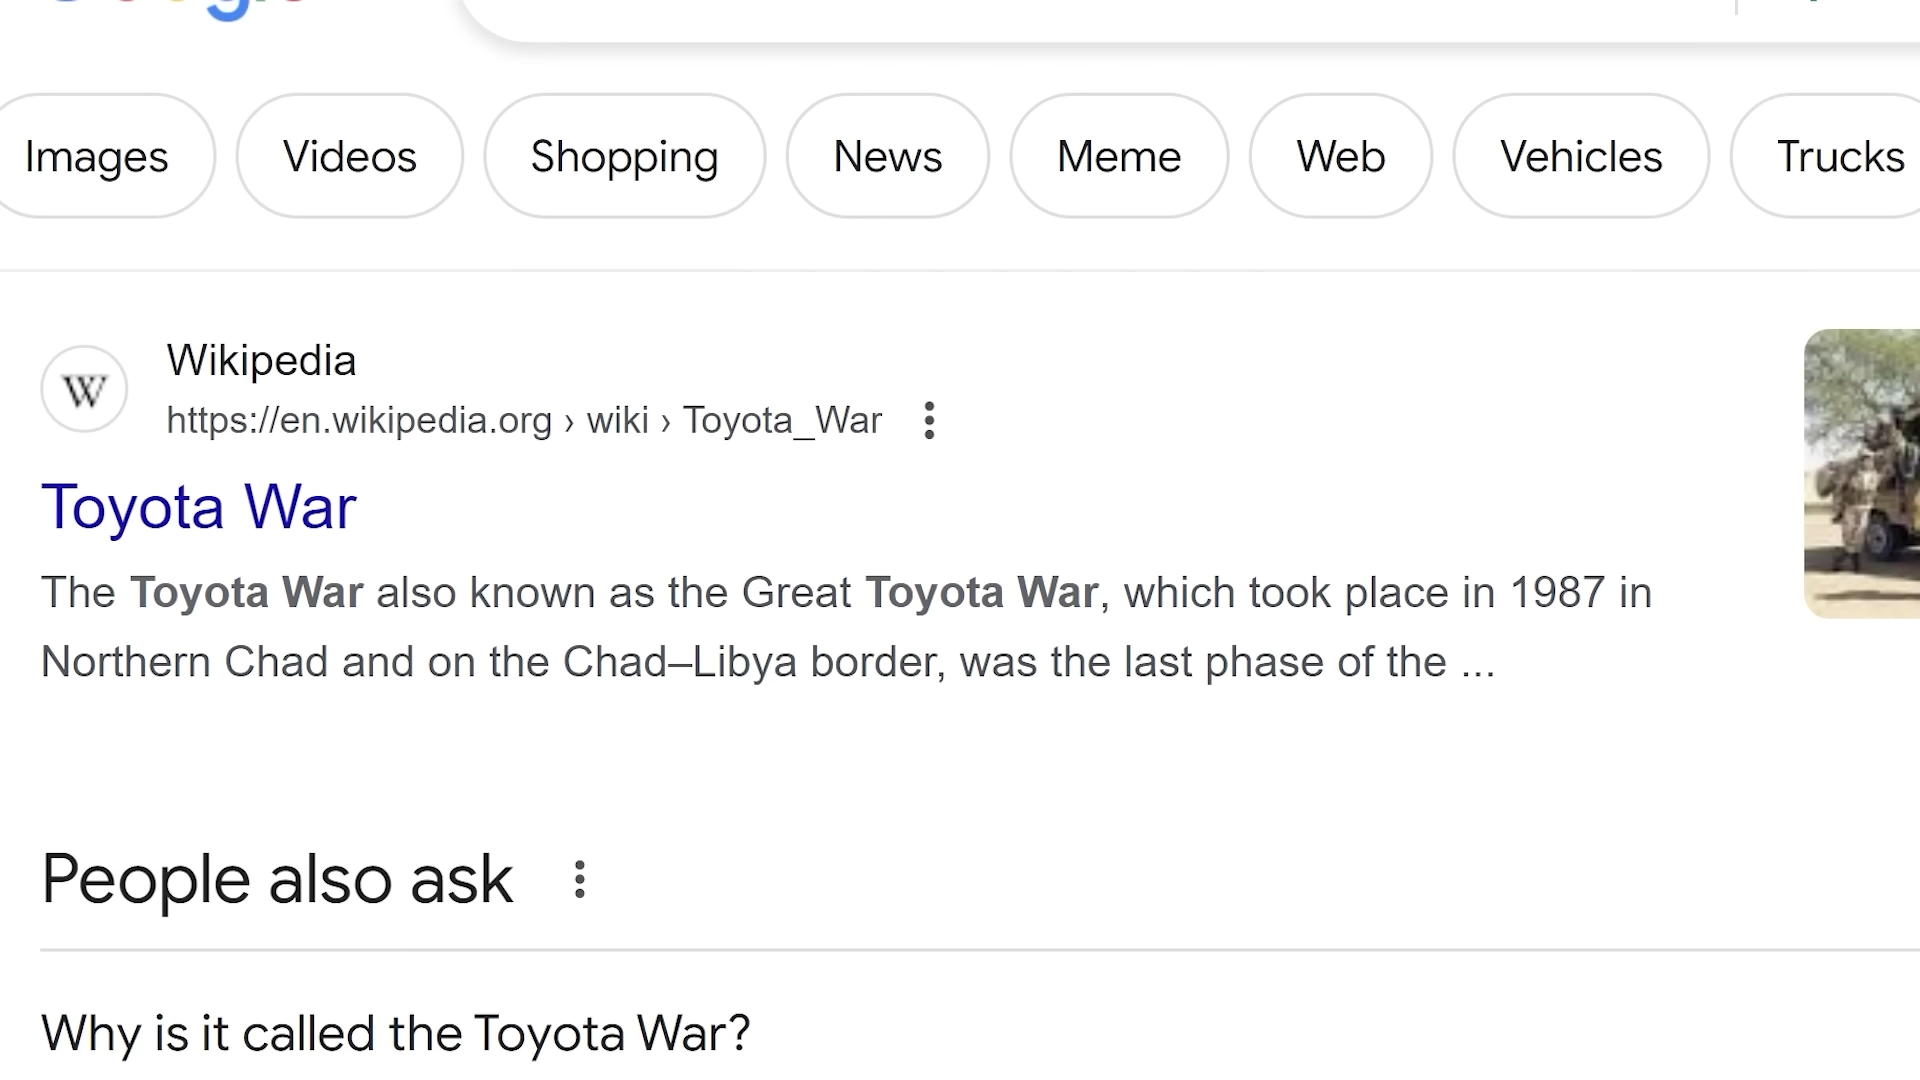 Images Videos Shopping News Meme Web Vehicles Trucks
W Wikipedia
https://en.wikipedia.org › wiki › Toyota_War
Toyota War
The Toyota War also known as the Great Toyota War, which took place in 1987 in
Northern Chad and on the Chad–Libya border, was the last phase of the ...
People also ask
Why is it called the Toyota War?